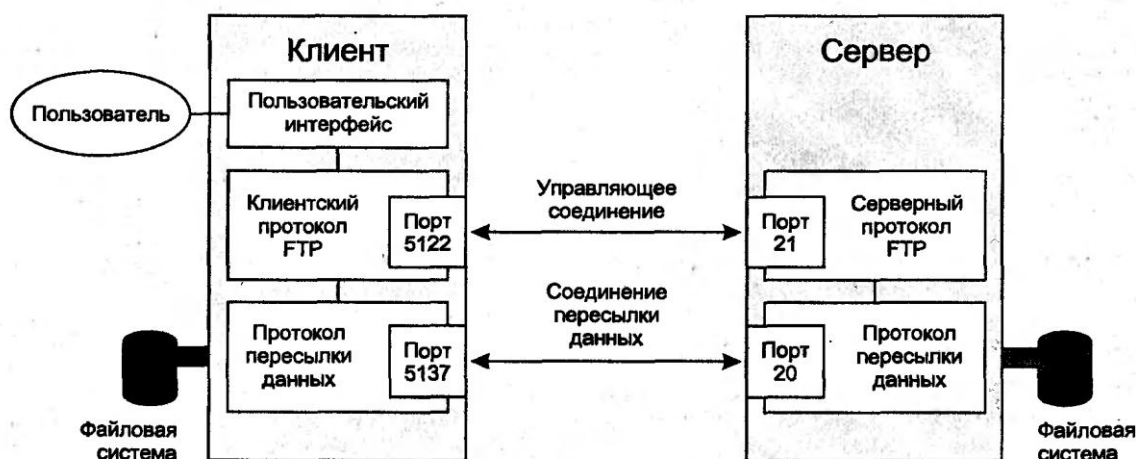 Клиент
Сервер
Пользователь
Пользовательский
интерфейс
Клиентский
протокол
FTP
Порт
5122
Управляющее
соединение
Порт
21
Серверный
протокол
FTP
Протокол
пересылки
данных
Порт
5137
Соединение
пересылки
данных
Порт
20
Протокол
пересылки
данных
Файловая
система
Файловая
система